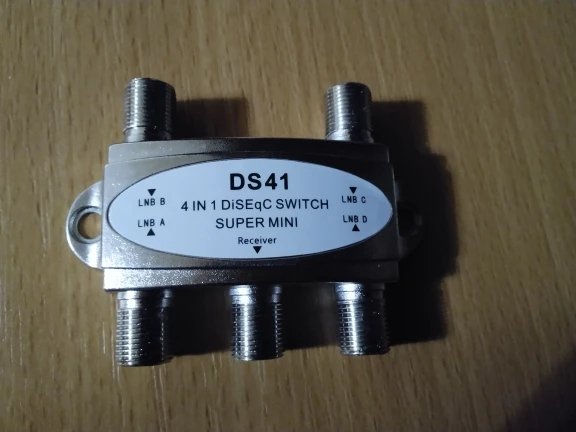 DS41
LNB B
LNB C
4 IN 1 DiSEqC SWITCH
LNB A
SUPER MINI
LNB D
Receiver